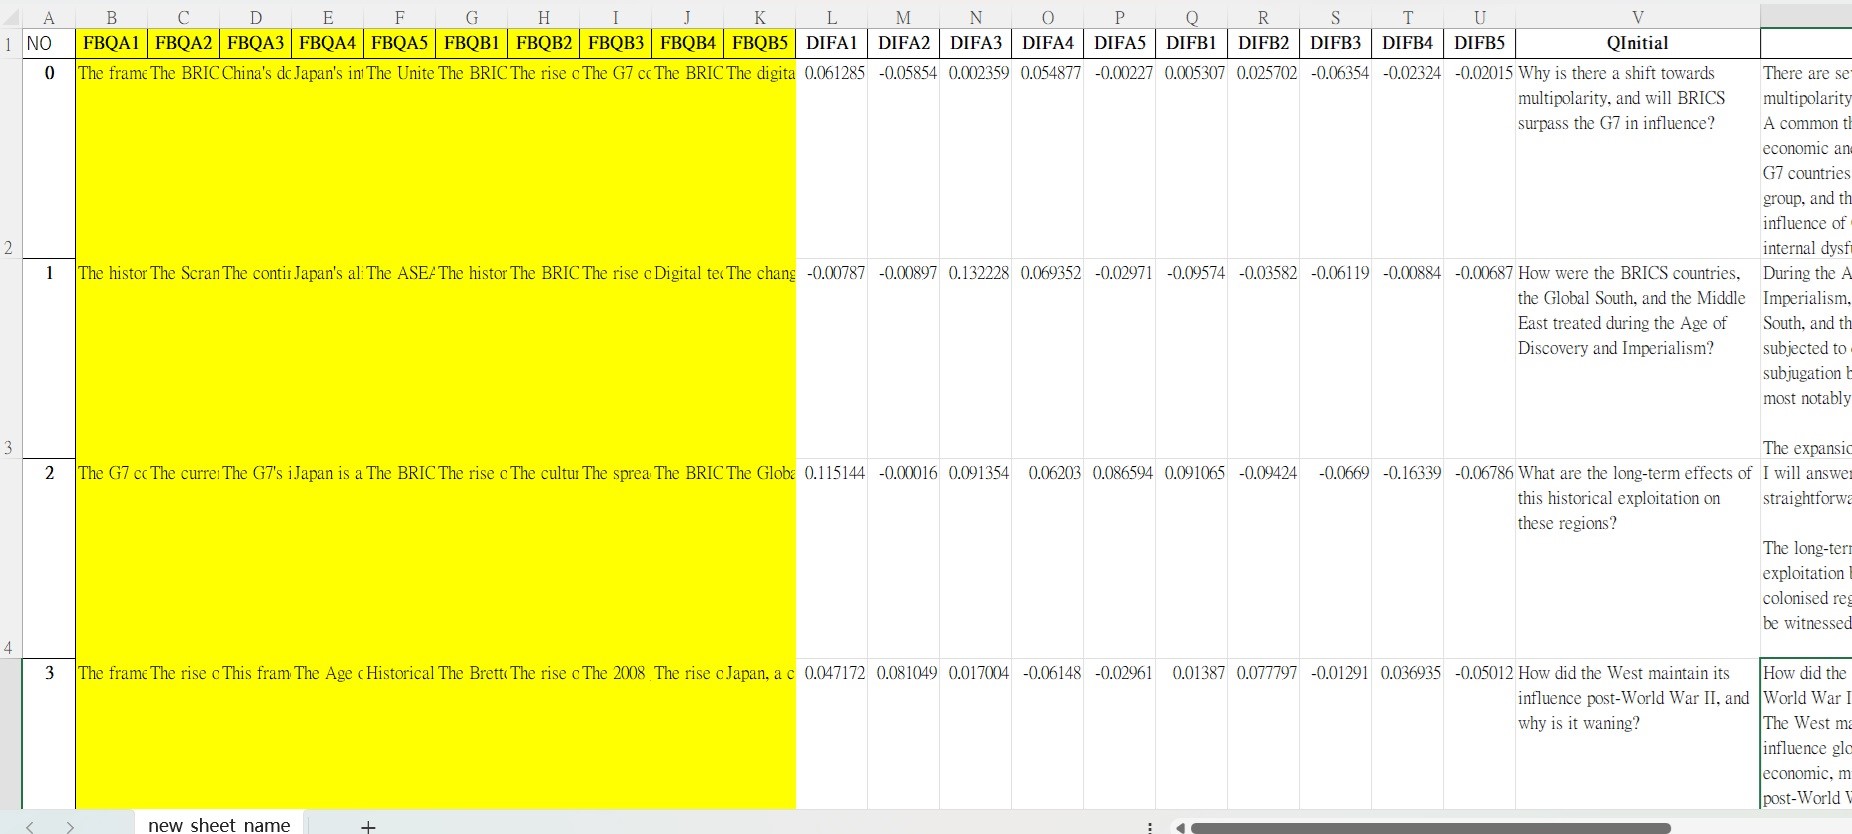 A B C D E F G H I J K L M N O P Q R S T U V
1 NO FBQA1 FBQA2 FBQA3 FBQA4 FBQA5 FBQB1 FBQB2 FBQB3 FBQB4 FBQB5 DIFA1 DIFA2 DIFA3 DIFA4 DIFA5 DIFB1 DIFB2 DIFB3 DIFB4 DIFB5 QInitial
0 The frame The BRIC China's de Japan's in The Unite The BRIC The rise o The G7 co The BRIC The digita 0.061285 -0.05854 0.002359 0.054877 -0.00227 0.005307 0.025702 -0.06354 -0.02324 -0.02015 Why is there a shift towards There are se
multipolarity, and will BRICS multipolarity
surpass the G7 in influence? A common th
economic an
G7 countries
group, and th
influence of
2 internal dysf
1 The histor The Scran The contin Japan's al The ASEA The histor The BRIC The rise o Digital te The chang -0.00787 -0.00897 0.132228 0.069352 -0.02971 -0.09574 -0.03582 -0.06119 -0.00884 -0.00687 How were the BRICS countries, During the A
the Global South, and the Middle Imperialism,
East treated during the Age of South, and th
Discovery and Imperialism? subjected to
subjugation b
most notably
3 The expansio
2 The G7 co The curre The G7's i Japan is a The BRIC The rise o The cultur The sprea The BRIC The Globa 0.115144 -0.00016 0.091354 0.06203 0.086594 0.091065 -0.09424 -0.0669 -0.16339 -0.06786 What are the long-term effects of I will answer
this historical exploitation on straightforwa
these regions?
The long-terr
exploitation
colonised reg
4 be witnessed
3 The frame The rise o This fram The Age o Historical The Brett The rise o The 2008 The rise o Japan, a c 0.047172 0.081049 0.017004 -0.06148 -0.02961 0.01387 0.077797 -0.01291 0.036935 -0.05012 How did the West maintain its How did the
influence post-World War II, and World War I
why is it waning? The West ma
influence glo
economic, m
post-World W
new sheet name +